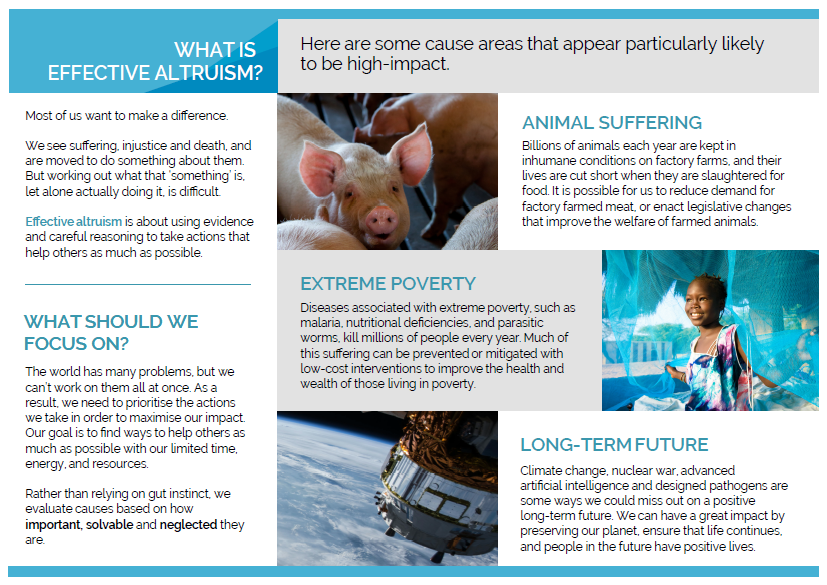 WHAT IS
EFFECTIVE ALTRUISM?
Most of us want to make a difference.
We see suffering, injustice and death, and
are moved to do something about them.
But working out what that ‘something’ is,
let alone actually doing it, is difficult.
Effective altruism is about using evidence
and careful reasoning to take actions that
help others as much as possible.
WHAT SHOULD WE
FOCUS ON?
The world has many problems, but we
can’t work on them all at once. As a
result, we need to prioritise the actions
we take in order to maximise our impact.
Our goal is to find ways to help others as
much as possible with our limited time,
energy, and resources.
Rather than relying on gut instinct, we
evaluate causes based on how
important, solvable and neglected they
are.
Here are some cause areas that appear particularly likely
to be high-impact.
ANIMAL SUFFERING
Billions of animals each year are kept in
inhumane conditions on factory farms, and their
lives are cut short when they are slaughtered for
food. It is possible for us to reduce demand for
factory farmed meat, or enact legislative changes
that improve the welfare of farmed animals.
EXTREME POVERTY
Diseases associated with extreme poverty, such as
malaria, nutritional deficiencies, and parasitic
worms, kill millions of people every year. Much of
this suffering can be prevented or mitigated with
low-cost interventions to improve the health and
wealth of those living in poverty.
LONG-TERM FUTURE
Climate change, nuclear war, advanced
artificial intelligence and designed pathogens are
some ways we could miss out on a positive
long-term future. We can have a great impact by
preserving our planet, ensure that life continues,
and people in the future have positive lives.